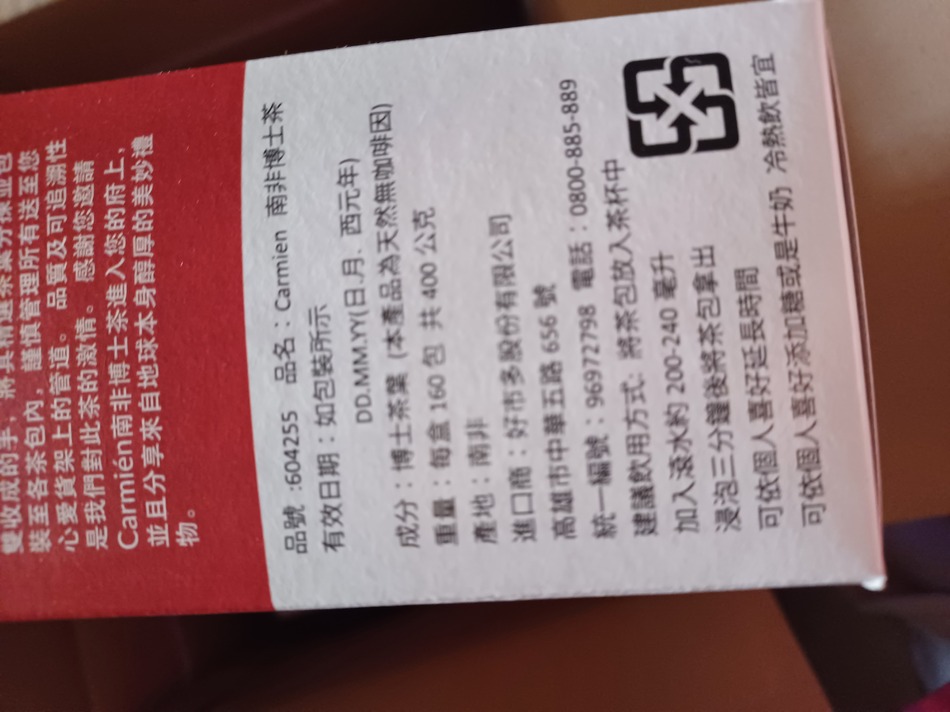 雙收成的手，將其精選茶葉分揀並包
裝至各茶包內，謹慎管理所有送至您
心愛貨架上的管道。品質及可追溯性
是我們對此茶的激情。感謝您邀請
Carmién南非博士茶進入您的府上，
並且分享來自地球本身醇厚的美妙禮
物。
品號:604255 品名：Carmien 南非博士茶
有效日期：如包裝所示
DD.MM.YY(日.月. 西元年)
成分：博士茶葉 (本產品為天然無咖啡因)
重量：每盒 160 包 共 400 公克
產地：南非
進口商：好市多股份有限公司
高雄市中華五路 656 號
統一編號：96972798 電話：0800-885-889
建議飲用方式: 將茶包放入茶杯中
加入滾水約 200-240 毫升
浸泡三分鐘後將茶包拿出
可依個人喜好延長時間
可依個人喜好添加糖或是牛奶 冷熱飲皆宜